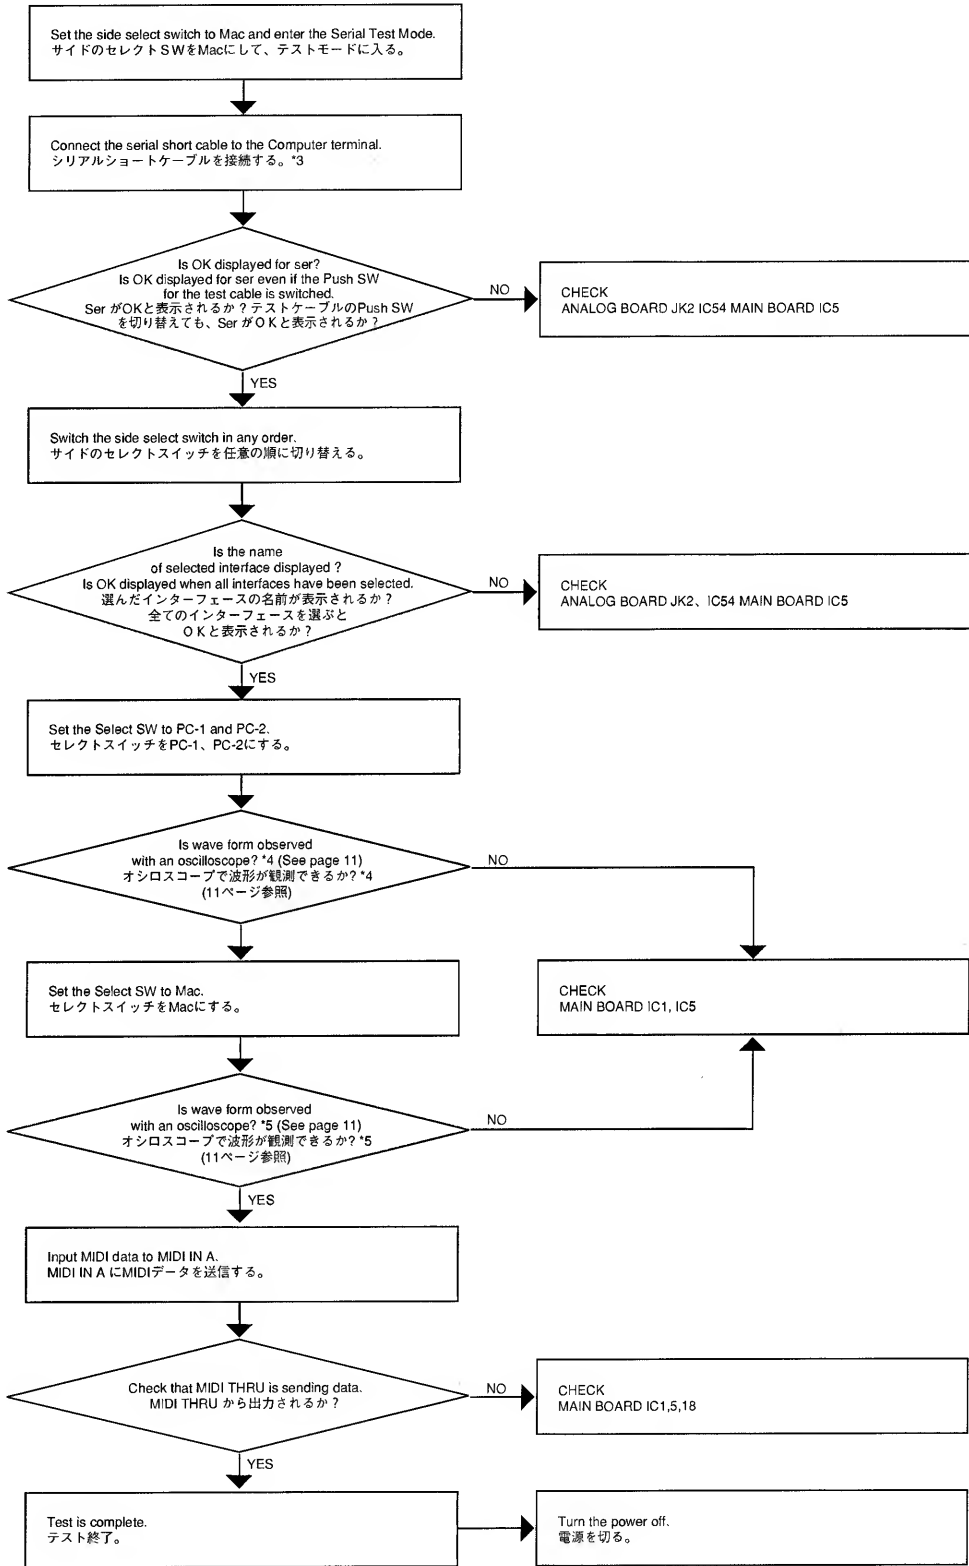 Set the side select switch to Mac and enter the Serial Test Mode.
サイドのセレクトSWをMacにして、テストモードに入る。
Connect the serial short cable to the Computer terminal.
シリアルショートケーブルを接続する。*3
Is OK displayed for ser?
Is OK displayed for ser even if the Push SW
for the test cable is switched.
Ser がOKと表示されるか？テストケーブルのPush SW
を切り替えても、Ser がOKと表示されるか？
NO
CHECK
ANALOG BOARD JK2 IC54 MAIN BOARD IC5
YES
Switch the side select switch in any order.
サイドのセレクトスイッチを任意の順に切り替える。
Is the name
of selected interface displayed ?
Is OK displayed when all interfaces have been selected.
選んだインターフェースの名前が表示されるか？
全てのインターフェースを選ぶと
OKと表示されるか？
NO
CHECK
ANALOG BOARD JK2、IC54 MAIN BOARD IC5
YES
Set the Select SW to PC-1 and PC-2.
セレクトスイッチをPC-1、PC-2にする。
Is wave form observed
with an oscilloscope? *4 (See page 11)
オシロスコープで波形が観測できるか？*4
(11ページ参照)
NO
Set the Select SW to Mac.
セレクトスイッチをMacにする。
CHECK
MAIN BOARD IC1, IC5
Is wave form observed
with an oscilloscope? *5 (See page 11)
オシロスコープで波形が観測できるか？*5
(11ページ参照)
NO
YES
Input MIDI data to MIDI IN A.
MIDI IN A にMIDIデータを送信する。
Check that MIDI THRU is sending data.
MIDI THRU から出力されるか？
NO
CHECK
MAIN BOARD IC1,5,18
YES
Test is complete.
テスト終了。
Turn the power off.
電源を切る。